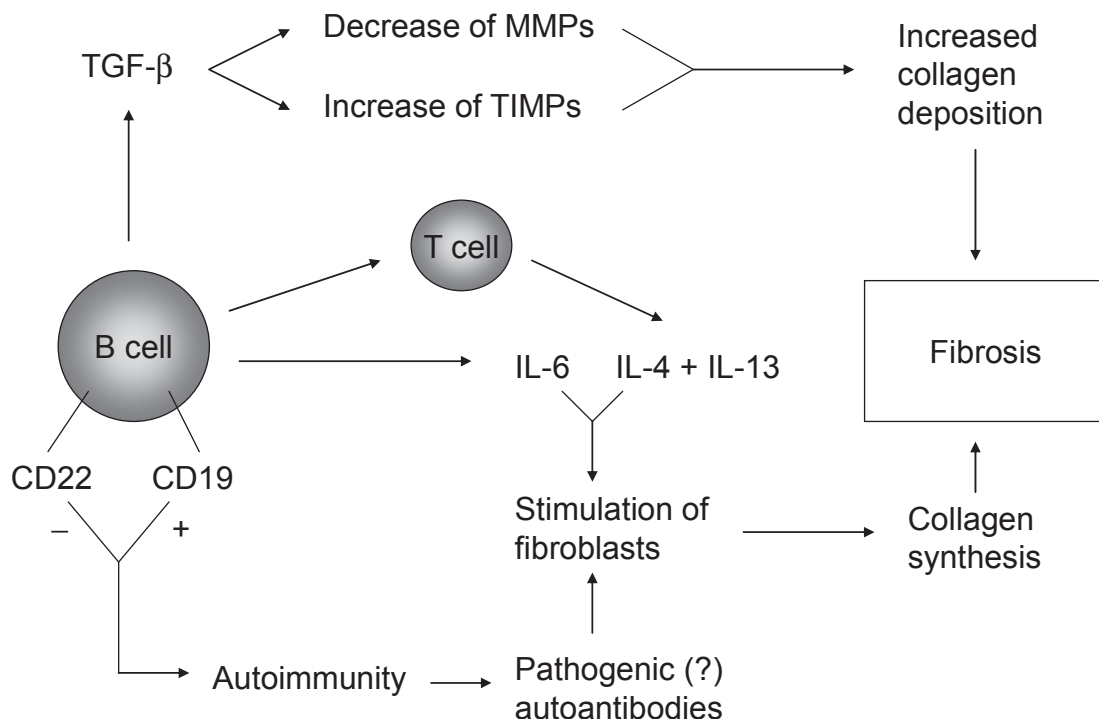 TGF-β
Decrease of MMPs
Increase of TIMPs
Increased
collagen
deposition
T cell
B cell
IL-6
IL-4 + IL-13
Fibrosis
CD22
CD19
–
+
Stimulation of
fibroblasts
Collagen
synthesis
Autoimmunity
Pathogenic (?)
autoantibodies